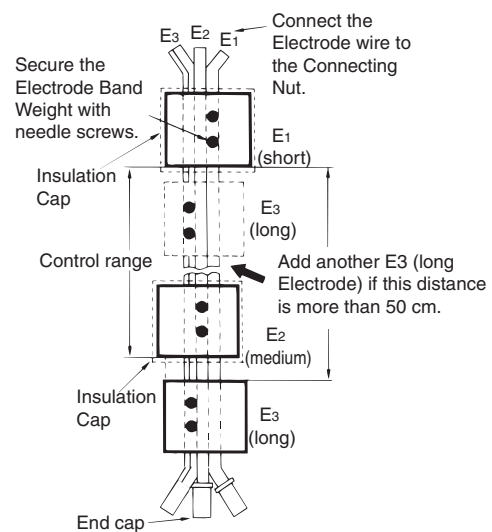 E3 E2 E1
Connect the
Electrode wire to
the Connecting
Nut.
Secure the
Electrode Band
Weight with
needle screws.
E1
(short)
Insulation
Cap
E3
(long)
Control range
Add another E3 (long
Electrode) if this distance
is more than 50 cm.
E2
(medium)
Insulation
Cap
E3
(long)
End cap